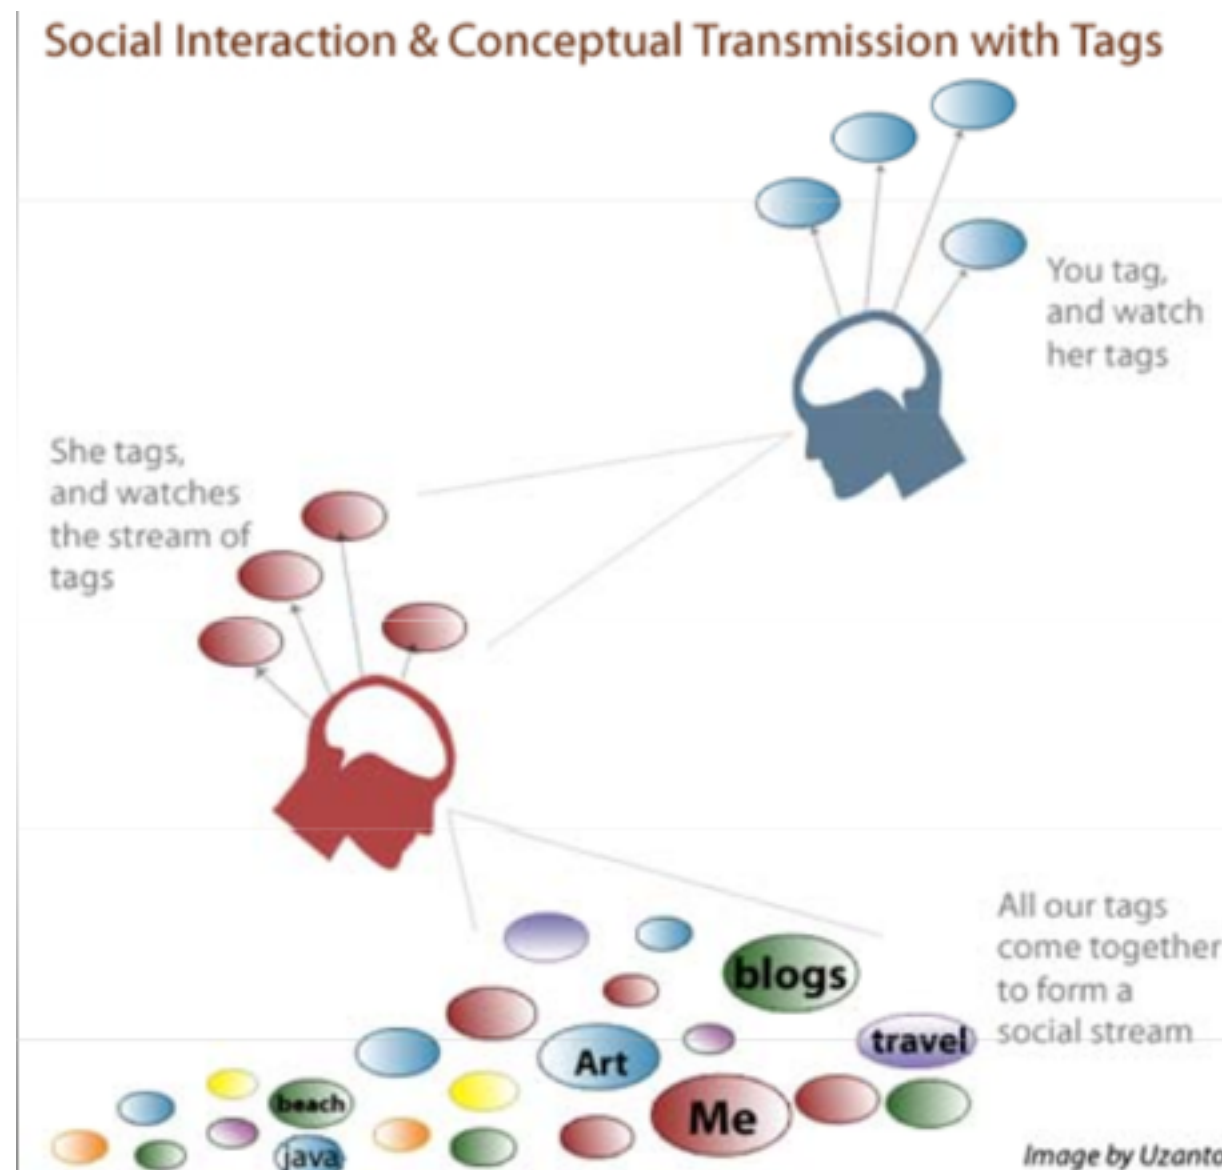 Social Interaction & Conceptual Transmission with Tags
You tag,
and watch
her tags
She tags,
and watches
the stream of
tags
All our tags
come together
to form a
social stream
blogs
travel
Art
Me
beach
java
Image by Uzanto